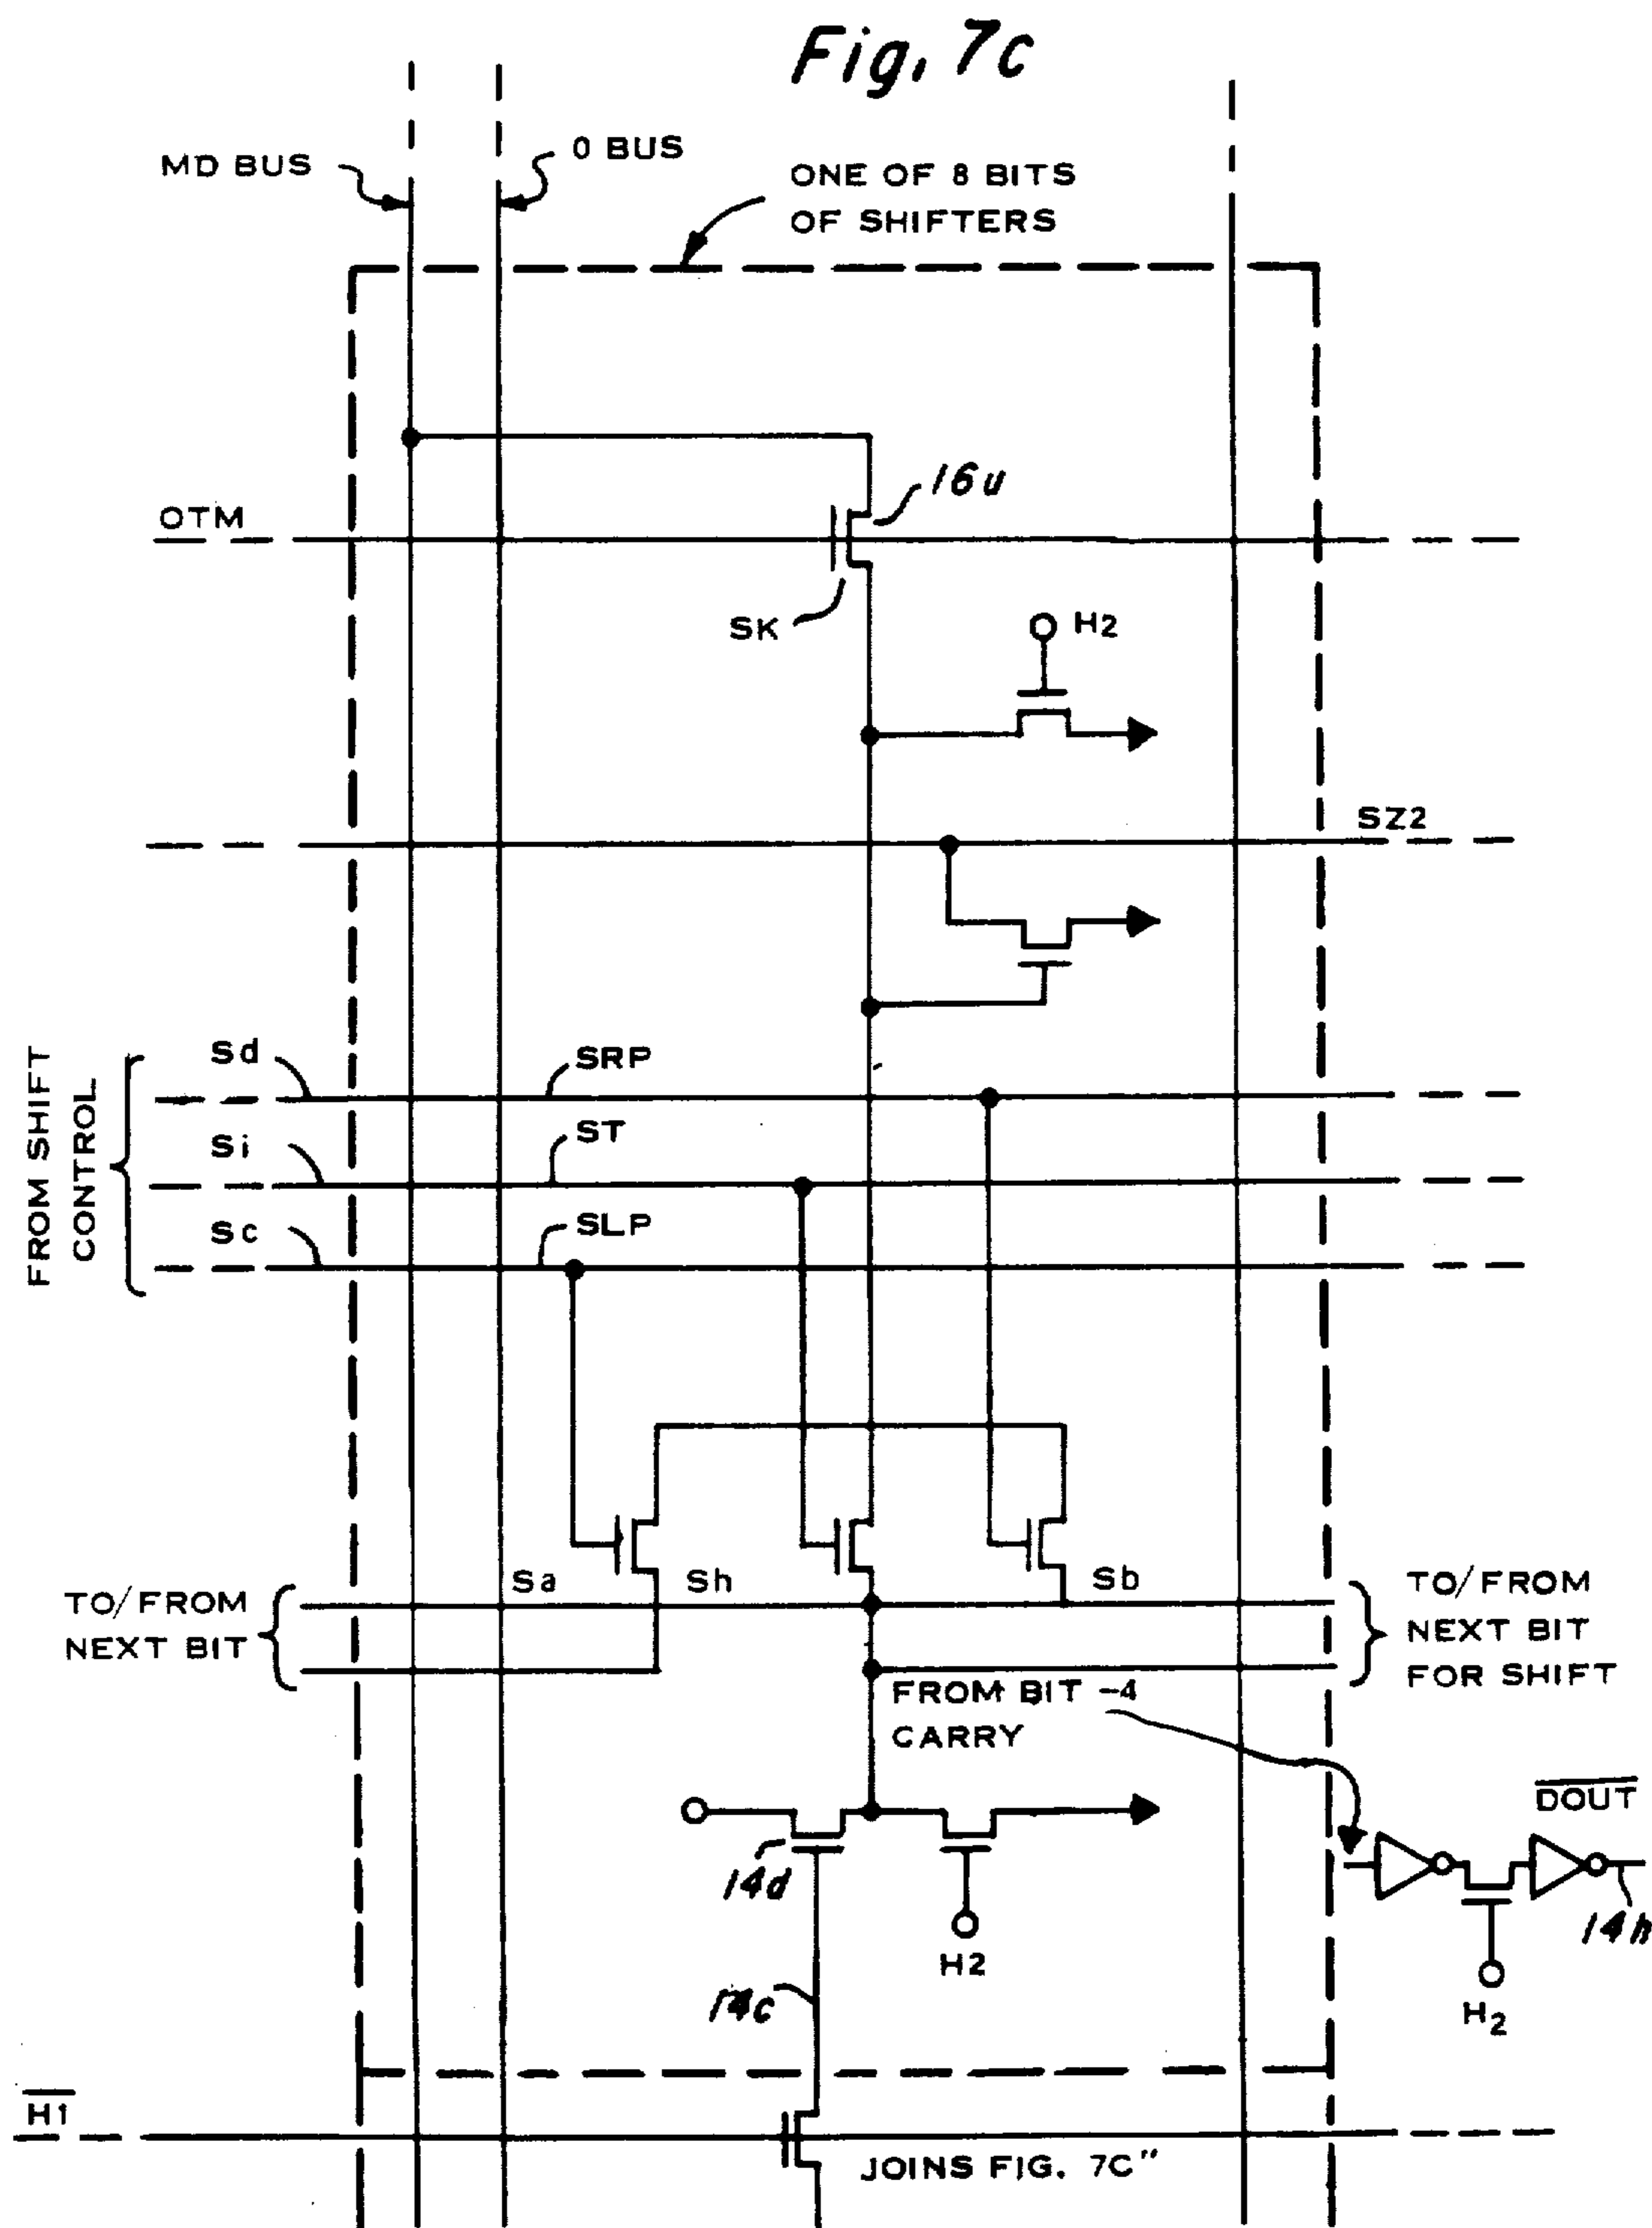 Fig. 7c
MD BUS
0 BUS
ONE OF 8 BITS
OF SHIFTERS
16u
OTM
SK
H2
SZ2
FROM SHIFT
CONTROL
Sd
SRP
Si
ST
Sc
SLP
Sa
Sh
Sb
TO/FROM
NEXT BIT
TO/FROM
NEXT BIT
FOR SHIFT
FROM BIT -4
CARRY
DOUT
14d
14h
H2
H2
14c
H1
JOINS FIG. 7C"